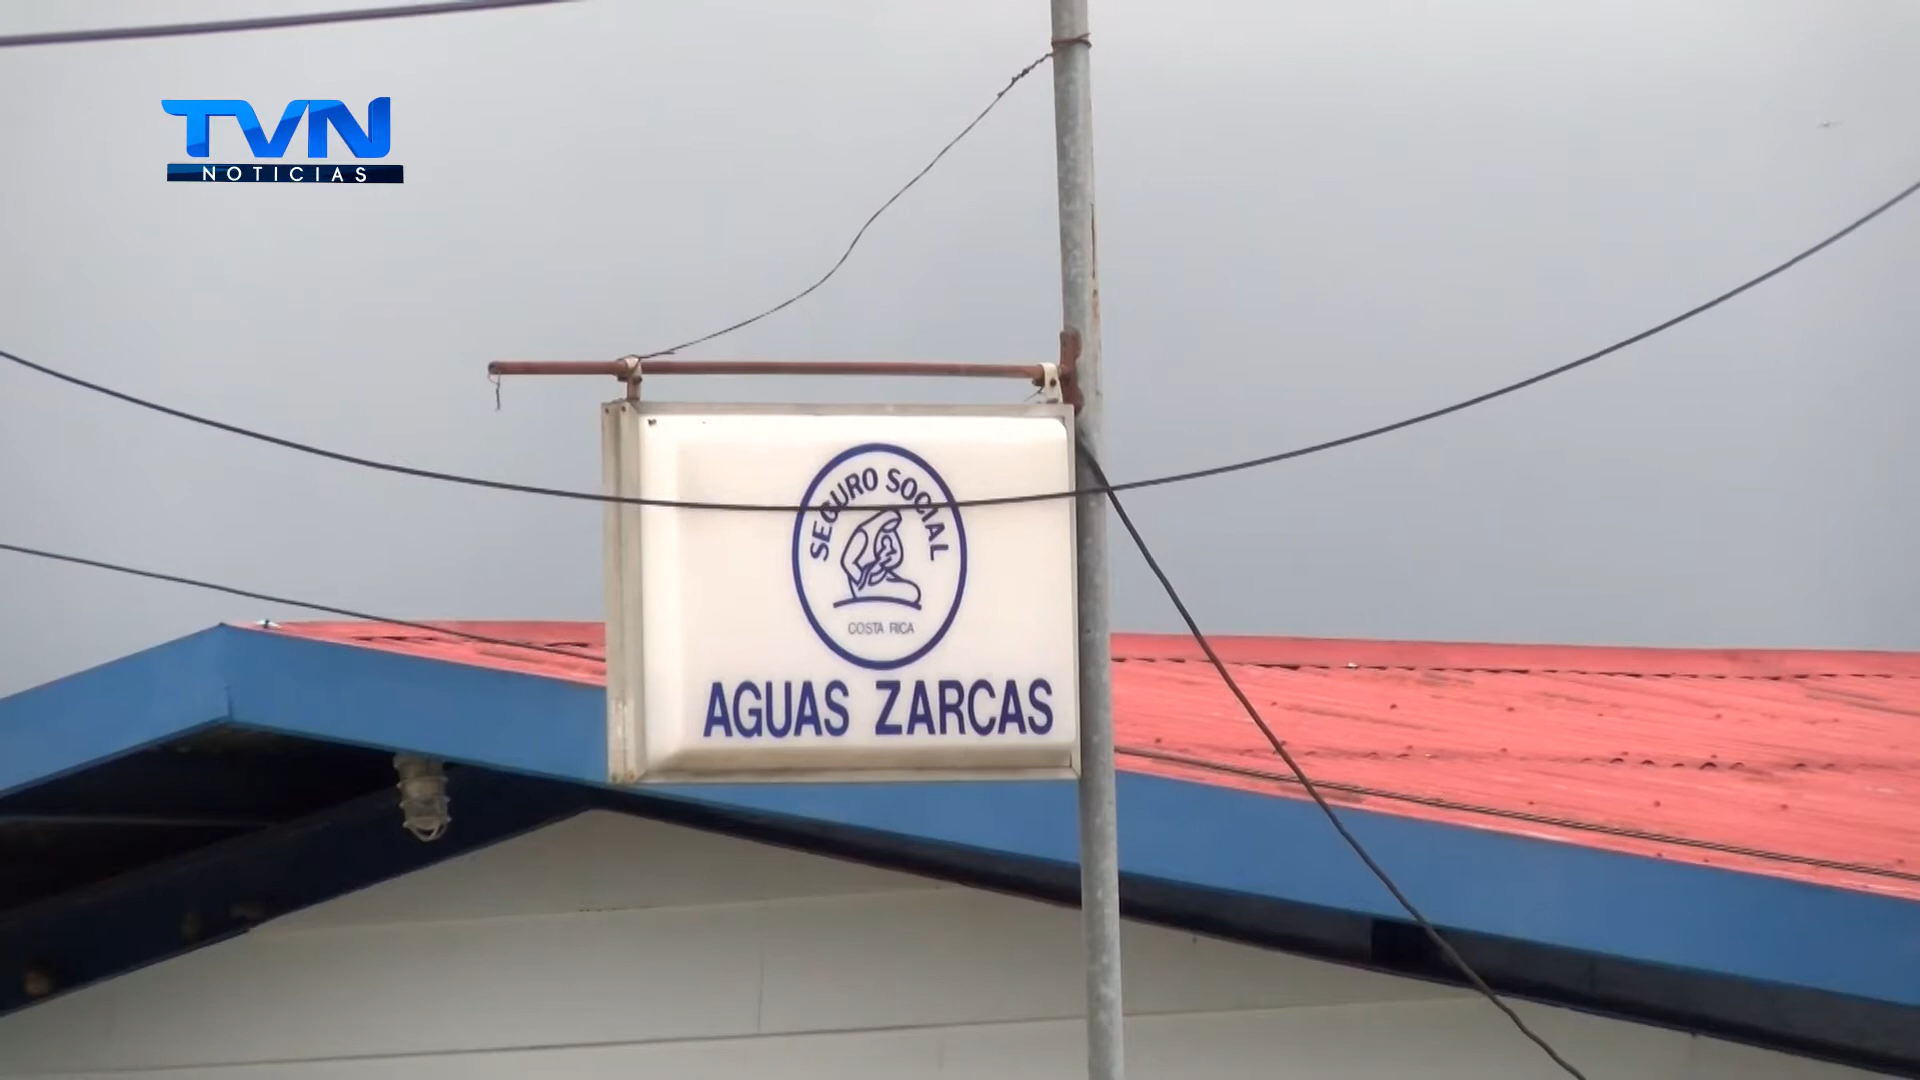 TVN
NOTICIAS
SEGURO SOCIAL
COSTA RICA
AGUAS ZARCAS